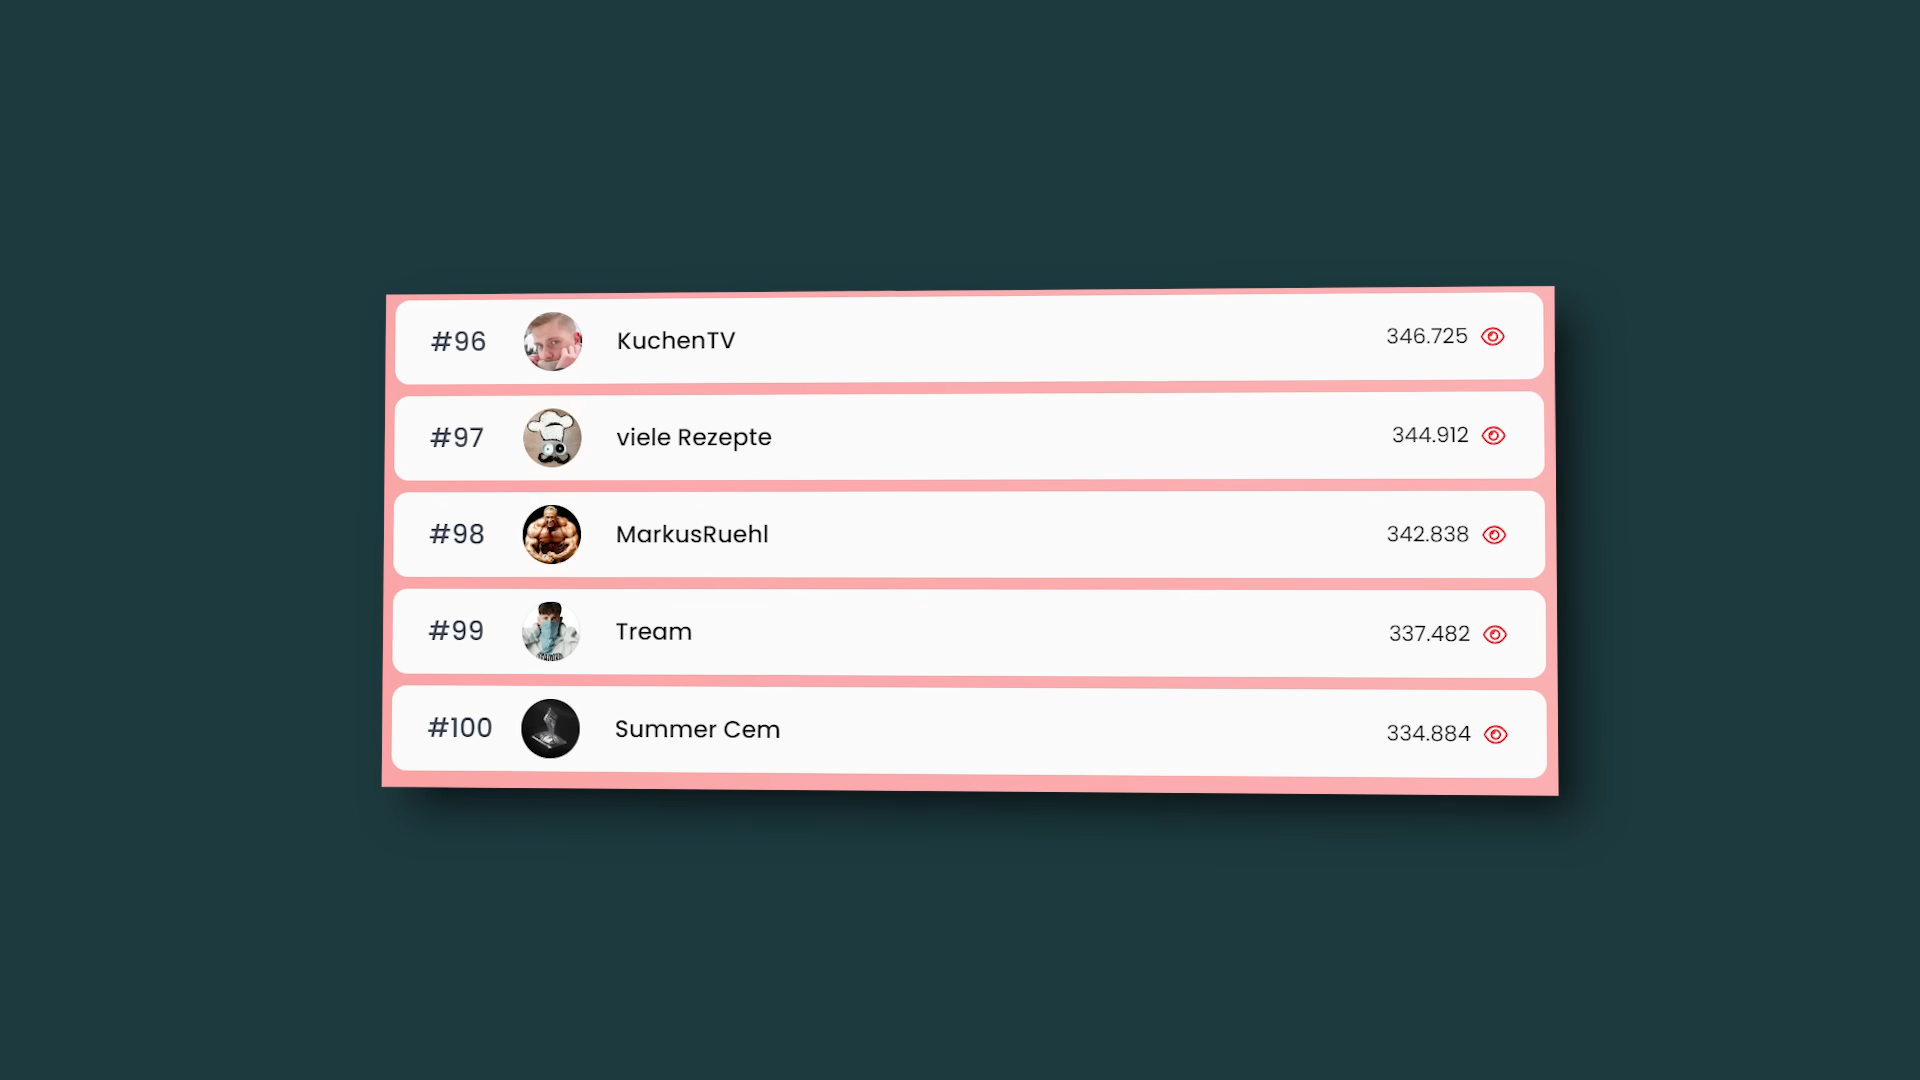 #96 KuchenTV 346.725
#97 viele Rezepte 344.912
#98 MarkusRuehl 342.838
#99 Tream 337.482
#100 Summer Cem 334.884